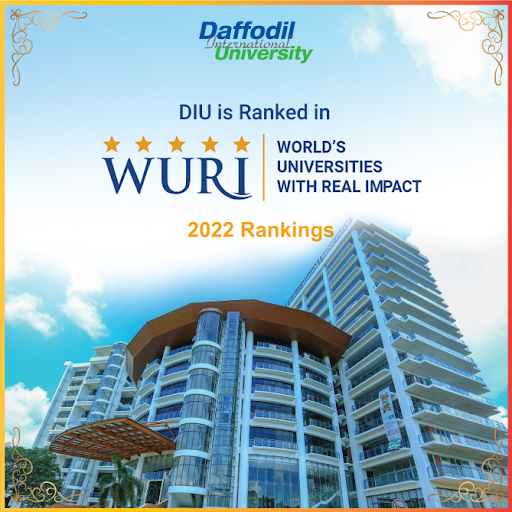 Daffodil
International
University
DIU is Ranked in
WURI
WORLD'S
UNIVERSITIES
WITH REAL IMPACT
2022 Rankings